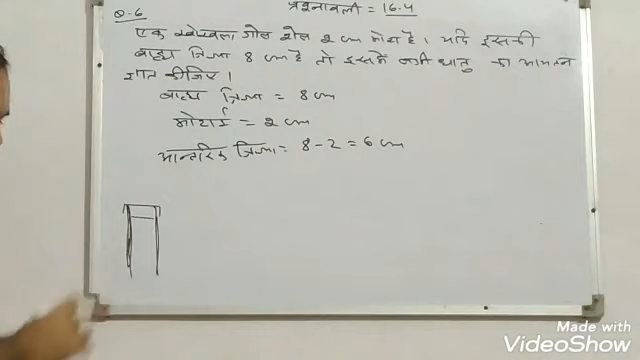 Q.6 प्रश्नावली = 16.4
एक खोखला गोल शैल 2 cm मोटा है। यदि इसकी
बाह्य त्रिज्या 8 cm है तो इसमें लगी धातु का आयतन
ज्ञात कीजिए।
बाह्य त्रिज्या = 8 cm
मोटाई = 2 cm
आन्तरिक त्रिज्या = 8 - 2 = 6 cm
Made with
VideoShow